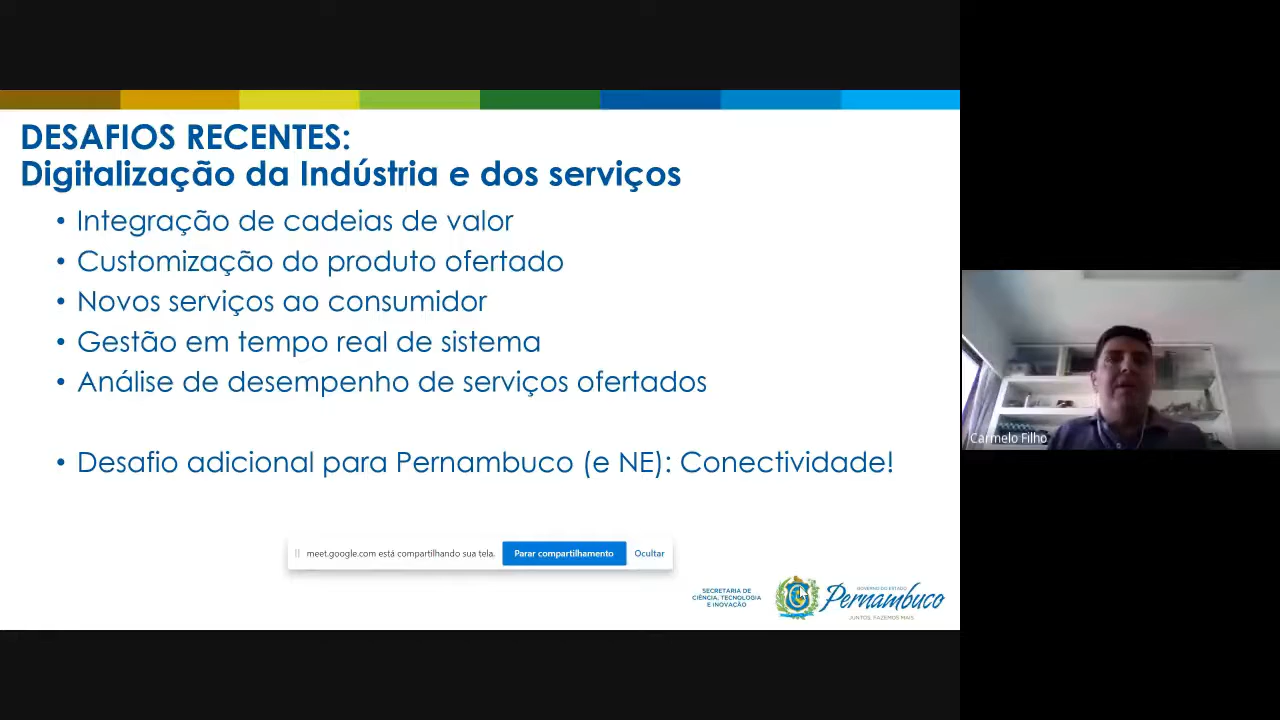 DESAFIOS RECENTES:
Digitalização da Indústria e dos serviços
• Integração de cadeias de valor
• Customização do produto ofertado
• Novos serviços ao consumidor
• Gestão em tempo real de sistema
• Análise de desempenho de serviços ofertados
• Desafio adicional para Pernambuco (e NE): Conectividade!
Carmelo Filho
meet.google.com está compartilhando sua tela.
Parar compartilhamento
Ocultar
SECRETARIA DE
CIÊNCIA, TECNOLOGIA
E INOVAÇÃO
GOVERNO DO ESTADO
Pernambuco
JUNTOS, FAZEMOS MAIS